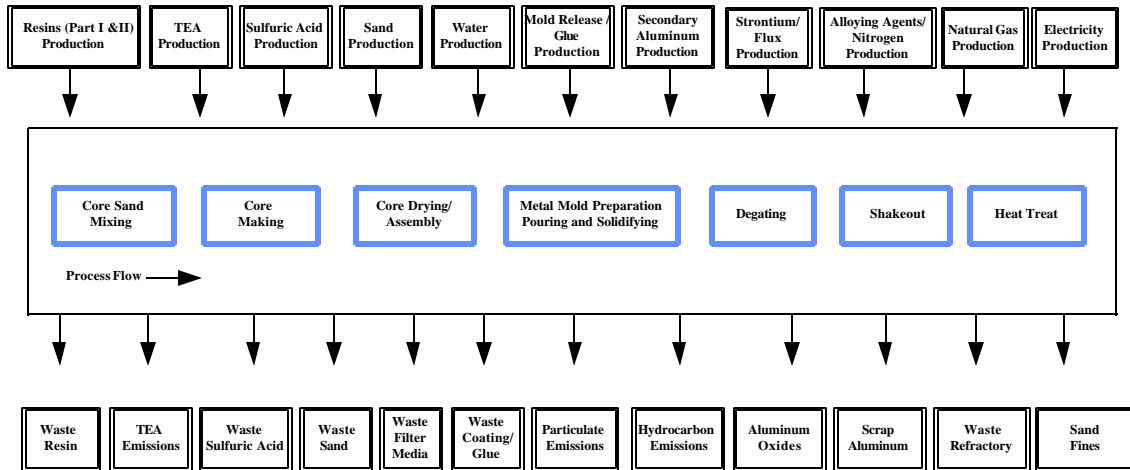 Resins (Part I &II)
Production
TEA
Production
Sulfuric Acid
Production
Sand
Production
Water
Production
Mold Release /
Glue
Production
Secondary
Aluminum
Production
Strontium/
Flux
Production
Alloying Agents/
Nitrogen
Production
Natural Gas
Production
Electricity
Production
Core Sand
Mixing
Core
Making
Core Drying/
Assembly
Metal Mold Preparation
Pouring and Solidifying
Degating
Shakeout
Heat Treat
Process Flow
Waste
Resin
TEA
Emissions
Waste
Sulfuric Acid
Waste
Sand
Waste
Filter
Media
Waste
Coating/
Glue
Particulate
Emissions
Hydrocarbon
Emissions
Aluminum
Oxides
Scrap
Aluminum
Waste
Refractory
Sand
Fines